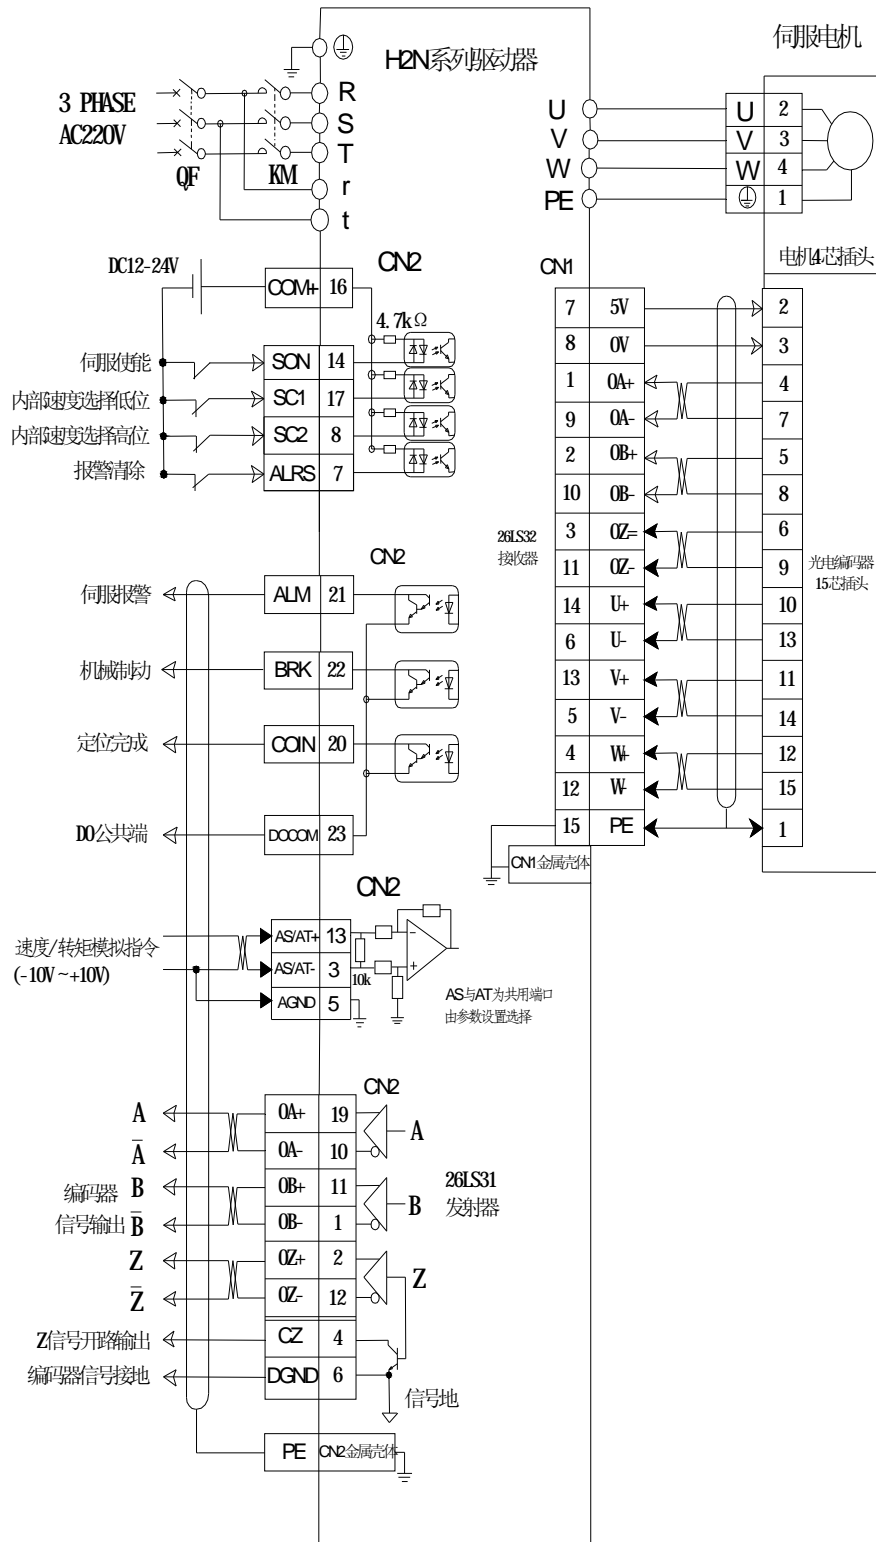 H2N系列驱动器
伺服电机
3 PHASE
AC220V
QF
KM
R
S
T
r
t
U
V
W
PE
U 2
V 3
W 4
1
电机4芯插头
DC12-24V
CN2
COM+ 16
4.7kΩ
伺服使能 SON 14
内部速度选择低位 SC1 17
内部速度选择高位 SC2 8
报警清除 ALRS 7
CN1
7 5V 2
8 0V 3
1 0A+ 4
9 0A- 7
2 0B+ 5
10 0B- 8
3 0Z= 6
11 0Z- 9
14 U+ 10
6 U- 13
13 V+ 11
5 V- 14
4 W+ 12
12 W- 15
15 PE 1
CN1金属壳体
26LS32
接收器
光电编码器
15芯插头
CN2
伺服报警 ALM 21
机械制动 BRK 22
定位完成 COIN 20
DO公共端 DOCOM 23
CN2
速度/转矩模拟指令
(-10V~+10V)
AS/AT+ 13
AS/AT- 3
AGND 5
10k
-
+
AS与AT为共用端口
由参数设置选择
CN2
A 0A+ 19
A̅ 0A- 10
A
编码器 B 0B+ 11
信号输出 B̅ 0B- 1
B
Z 0Z+ 2
Z̅ 0Z- 12
Z
26LS31
发射器
Z信号开路输出 CZ 4
编码器信号接地 DGND 6
信号地
PE CN2金属壳体